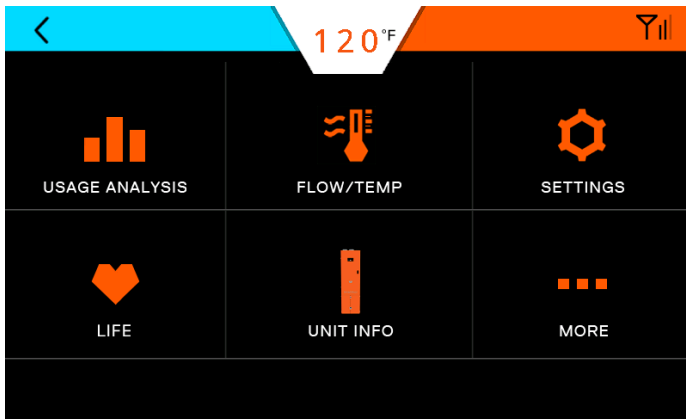 120°F
USAGE ANALYSIS
FLOW/TEMP
SETTINGS
LIFE
UNIT INFO
MORE